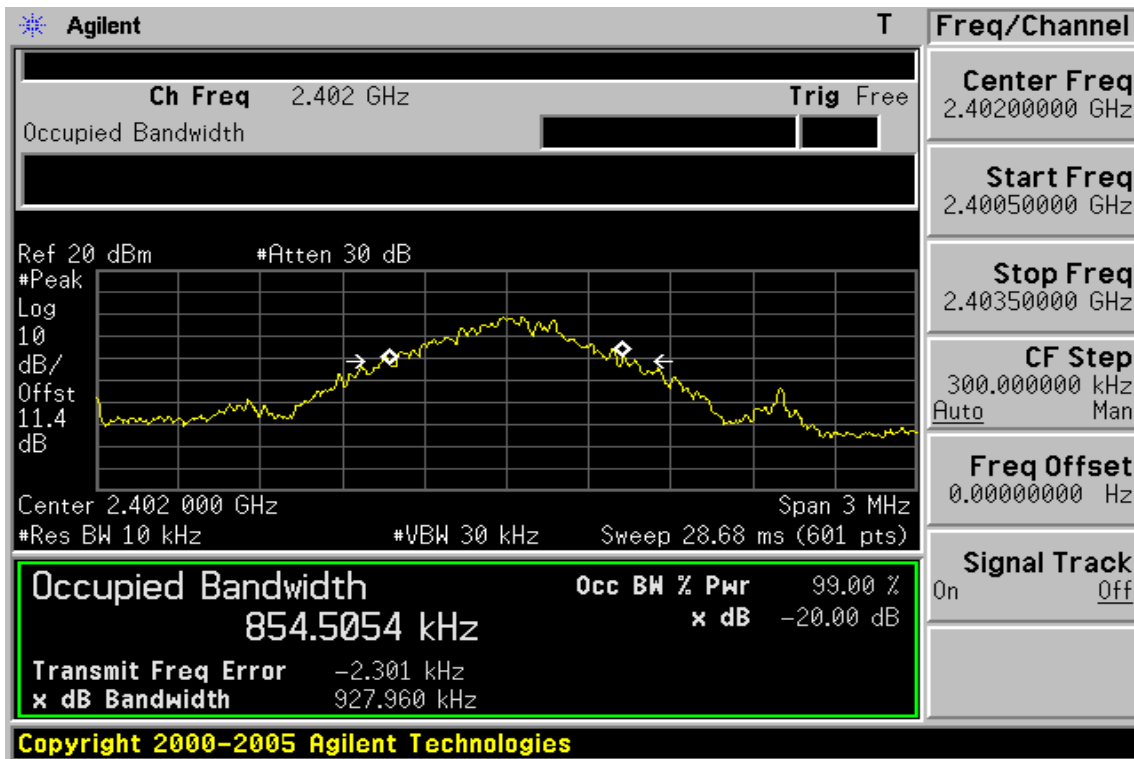 Agilent T
Ch Freq 2.402 GHz Trig Free
Occupied Bandwidth
Ref 20 dBm #Atten 30 dB
#Peak
Log
10
dB/
Offst
11.4
dB
Center 2.402 000 GHz Span 3 MHz
#Res BW 10 kHz #VBW 30 kHz Sweep 28.68 ms (601 pts)
Occupied Bandwidth
854.5054 kHz
Occ BW % Pwr 99.00 %
x dB -20.00 dB
Transmit Freq Error -2.301 kHz
x dB Bandwidth 927.960 kHz
Copyright 2000-2005 Agilent Technologies
Freq/Channel
Center Freq
2.40200000 GHz
Start Freq
2.40050000 GHz
Stop Freq
2.40350000 GHz
CF Step
300.000000 kHz
Auto Man
Freq Offset
0.00000000 Hz
Signal Track
On Off